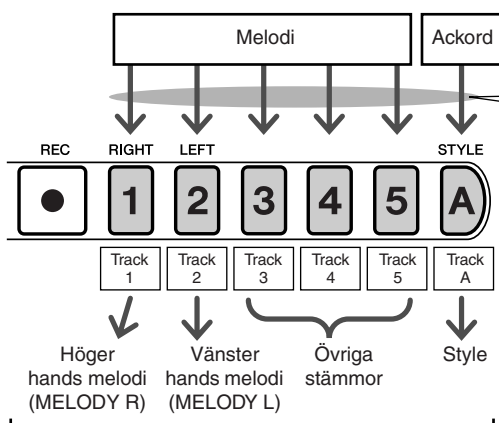 Melodi Ackord
REC RIGHT LEFT STYLE
1 2 3 4 5 A
Track Track Track Track Track Track
1 2 3 4 5 A
Höger Vänster Övriga Style
hands melodi hands melodi stämmor
(MELODY R) (MELODY L)